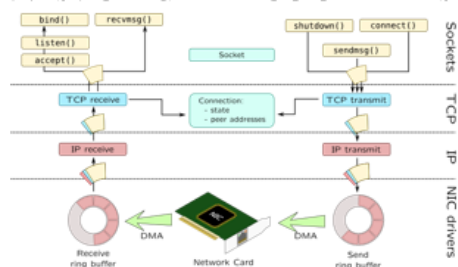 bind()
recvmsg()
shutdown()
connect()
listen()
sendmsg()
accept()
Socket
Sockets
TCP receive
Connection:
- state
- peer addresses
TCP transmit
TCP
IP receive
IP transmit
IP
NIC
DMA
DMA
NIC drivers
Receive
ring buffer
Network Card
Send
ring buffer